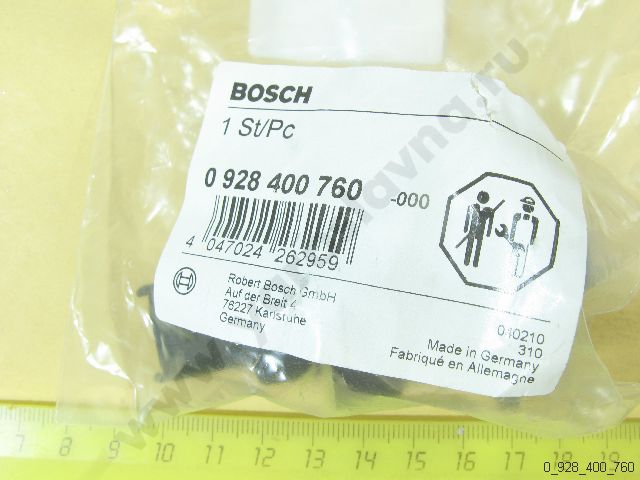 BOSCH
1 St/Pc
0 928 400 760 -000
4 047024 262959
Robert Bosch GmbH
Auf der Breit 4
76227 Karlsruhe
Germany
040210
310
Made in Germany
Fabriqué en Allemagne
7 8 9 10 11 12 13 14 15 16 17 18 19
0_928_400_760